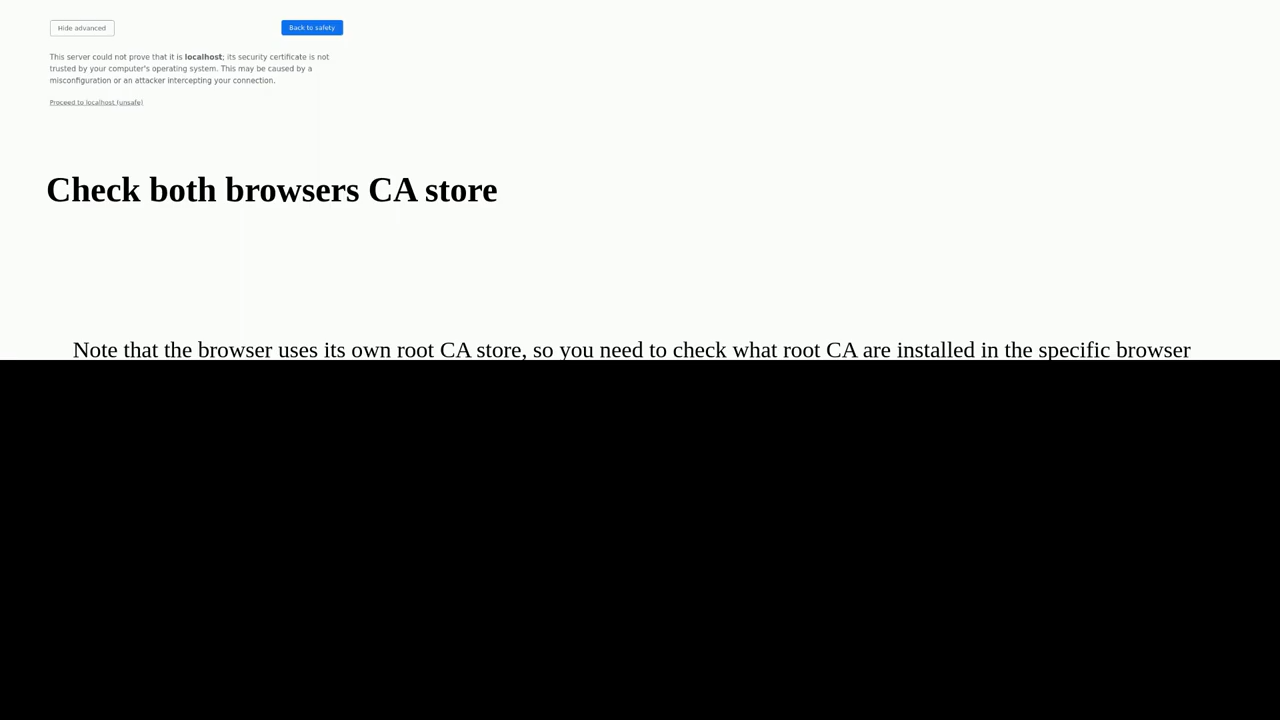 Hide advanced
Back to safety
This server could not prove that it is localhost; its security certificate is not
trusted by your computer's operating system. This may be caused by a
misconfiguration or an attacker intercepting your connection.
Proceed to localhost (unsafe)
Check both browsers CA store
Note that the browser uses its own root CA store, so you need to check what root CA are installed in the specific browser